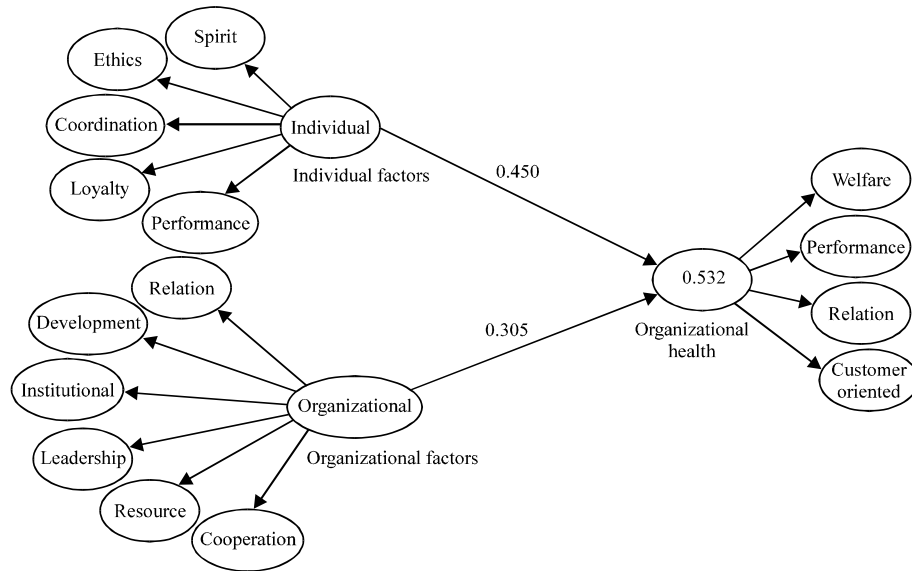 Spirit
Ethics
Coordination
Loyalty
Performance
Individual
Individual factors
0.450
Relation
Development
Institutional
Leadership
Resource
Cooperation
Organizational
Organizational factors
0.305
0.532
Organizational
health
Welfare
Performance
Relation
Customer
oriented